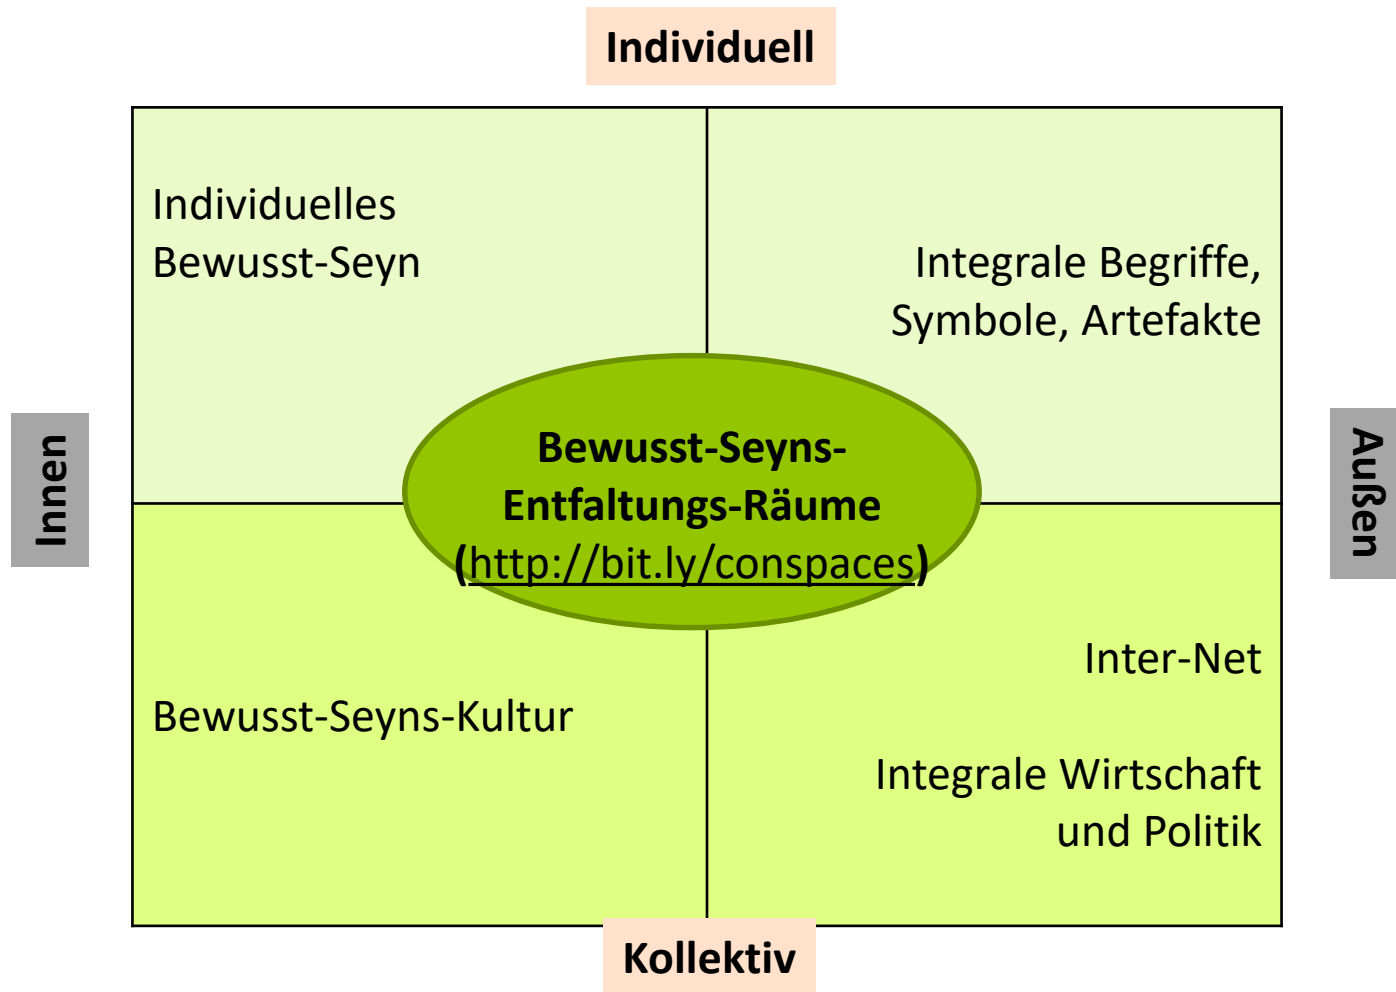 Individuell
Individuelles
Bewusst-Seyn
Integrale Begriffe,
Symbole, Artefakte
Innen
Außen
Bewusst-Seyns-
Entfaltungs-Räume
(http://bit.ly/conspaces)
Bewusst-Seyns-Kultur
Inter-Net
Integrale Wirtschaft
und Politik
Kollektiv